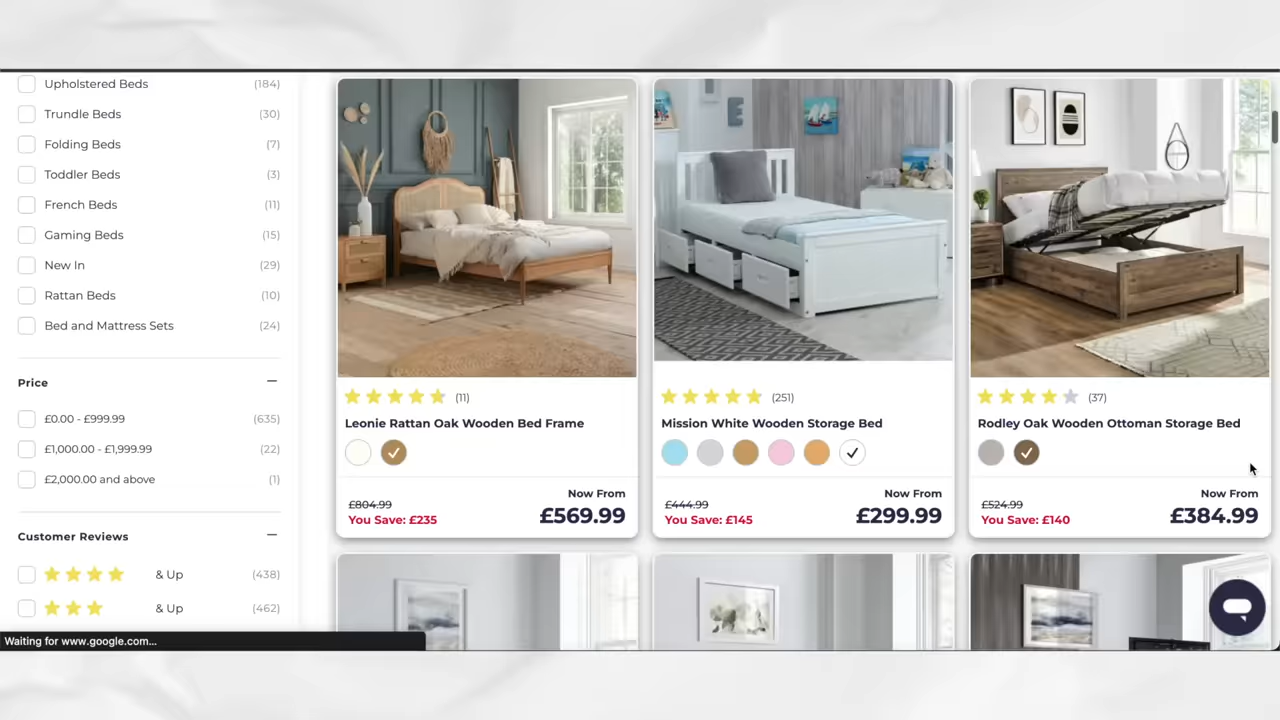 Upholstered Beds (184)
Trundle Beds (30)
Folding Beds (7)
Toddler Beds (3)
French Beds (11)
Gaming Beds (15)
New In (29)
Rattan Beds (10)
Bed and Mattress Sets (24)
Price
£0.00 - £999.99 (635)
£1,000.00 - £1,999.99 (22)
£2,000.00 and above (1)
Customer Reviews
& Up (438)
& Up (462)
E
(11)
Leonie Rattan Oak Wooden Bed Frame
£804.99
You Save: £235
Now From
£569.99
(251)
Mission White Wooden Storage Bed
£444.99
You Save: £145
Now From
£299.99
(37)
Rodley Oak Wooden Ottoman Storage Bed
£524.99
You Save: £140
Now From
£384.99
Waiting for www.google.com...